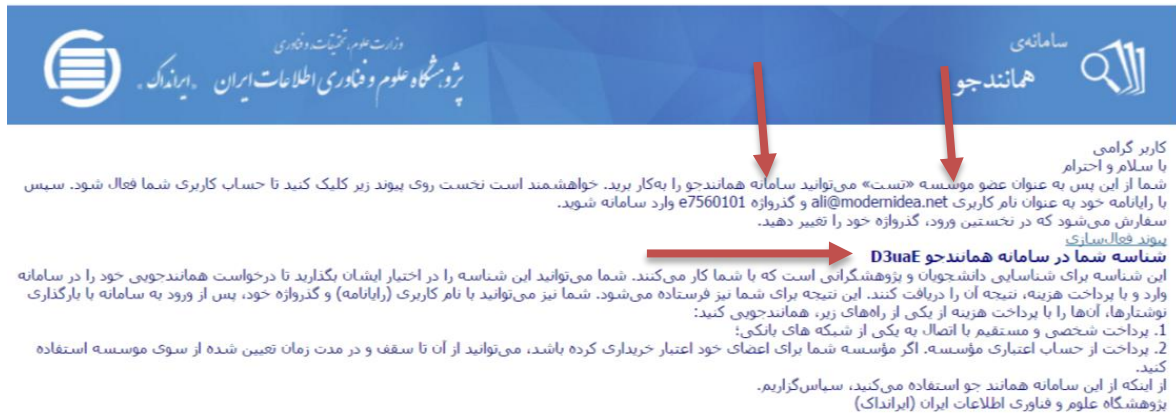 سامانه‌ی
همانندجو
وزارت علوم، تحقیقات و فناوری
پژوهشگاه علوم و فناوری اطلاعات ایران «ایرانداک»
کاربر گرامی
با سلام و احترام
شما از این پس به عنوان عضو موسسه «تست» می‌توانید سامانه همانندجو را به‌کار برید. خواهشمند است نخست روی پیوند زیر کلیک کنید تا حساب کاربری شما فعال شود. سپس
با رایانامه خود به عنوان نام کاربری ali@modernidea.net و گذرواژه e7560101 وارد سامانه شوید.
سفارش می‌شود که در نخستین ورود، گذرواژه خود را تغییر دهید.
پیوند فعال‌سازی
شناسه شما در سامانه همانندجو D3uaE
این شناسه برای شناسایی دانشجویان و پژوهشگرانی است که با شما کار می‌کنند. شما می‌توانید این شناسه را در اختیار ایشان بگذارید تا درخواست همانندجویی خود را در سامانه
وارد و با پرداخت هزینه، نتیجه آن را دریافت کنند. این نتیجه برای شما نیز فرستاده می‌شود. شما نیز می‌توانید با نام کاربری (رایانامه) و گذرواژه خود، پس از ورود به سامانه با بارگذاری
نوشتارها، آن‌ها را با پرداخت هزینه از یکی از راه‌های زیر، همانندجویی کنید:
1. پرداخت شخصی و مستقیم با اتصال به یکی از شبکه های بانکی؛
2. پرداخت از حساب اعتباری مؤسسه. اگر مؤسسه شما برای اعضای خود اعتبار خریداری کرده باشد، می‌توانید از آن تا سقف و در مدت زمان تعیین شده از سوی موسسه استفاده
کنید.
از اینکه از این سامانه همانند جو استفاده می‌کنید، سپاس‌گزاریم.
پژوهشگاه علوم و فناوری اطلاعات ایران (ایرانداک)